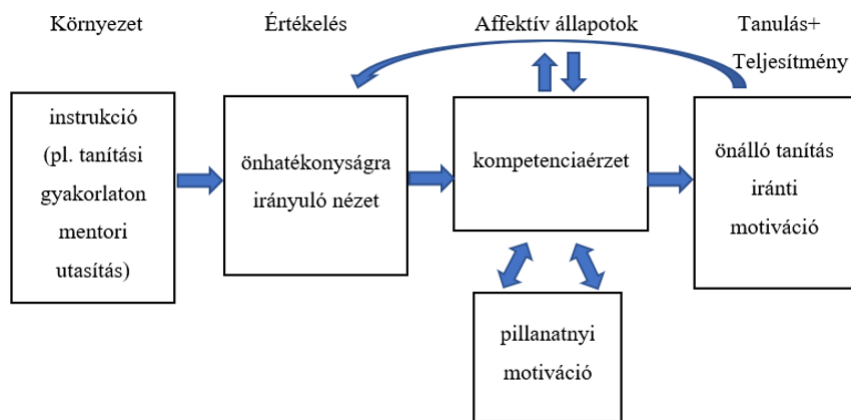 Környezet
Értékelés
Affektív állapotok
Tanulás+
Teljesítmény
instrukció
(pl. tanítási
gyakorlaton
mentori
utasítás)
önhatékonyságra
irányuló nézet
kompetenciaérzet
önálló tanítás
iránti
motiváció
pillanatnyi
motiváció